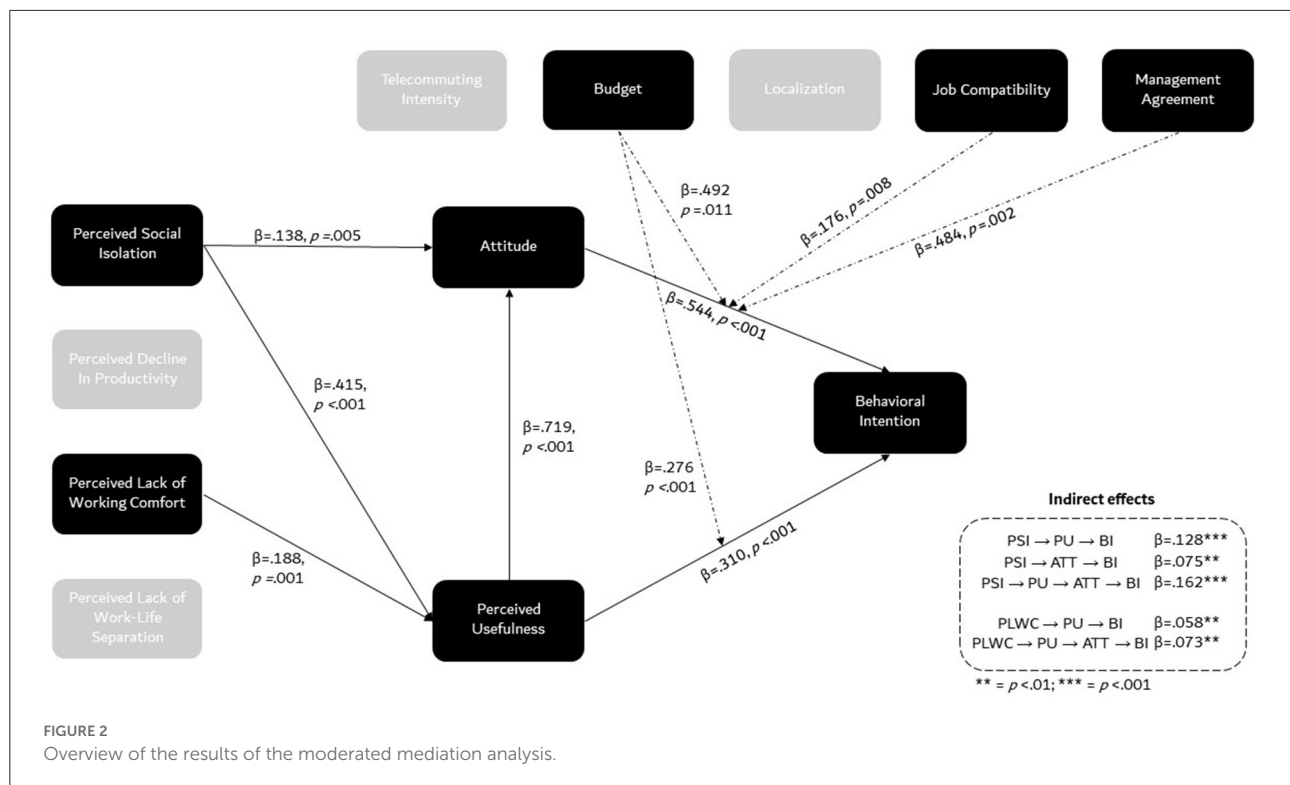 Telecommuting
Intensity
Budget
Localization
Job Compatibility
Management
Agreement
β=.492
p=.011
β=.176, p=.008
β=.484, p=.002
Perceived Social
Isolation
β=.138, p=.005
Attitude
β=.544, p<.001
Perceived Decline
In Productivity
β=.415,
p<.001
β=.719,
p<.001
Behavioral
Intention
Perceived Lack of
Working Comfort
β=.276
p<.001
β=.188,
p=.001
β=.310, p<.001
Perceived Lack of
Work-Life
Separation
Perceived
Usefulness
Indirect effects
PSI → PU → BI β=.128***
PSI → ATT → BI β=.075**
PSI → PU → ATT → BI β=.162***
PLWC → PU → BI β=.058**
PLWC → PU → ATT → BI β=.073**
** = p<.01; *** = p<.001
FIGURE 2
Overview of the results of the moderated mediation analysis.